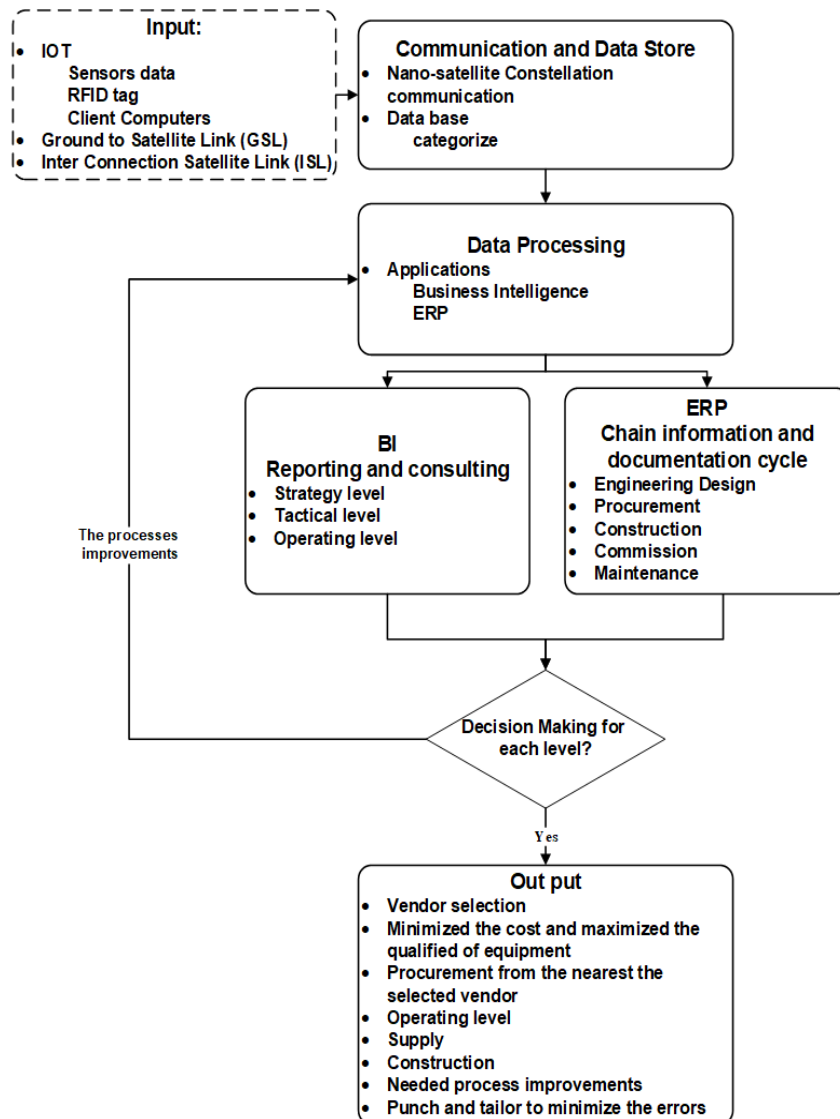 Input:
• IOT
Sensors data
RFID tag
Client Computers
• Ground to Satellite Link (GSL)
• Inter Connection Satellite Link (ISL)
Communication and Data Store
• Nano-satellite Constellation
communication
• Data base
categorize
Data Processing
• Applications
Business Intelligence
ERP
BI
Reporting and consulting
• Strategy level
• Tactical level
• Operating level
ERP
Chain information and
documentation cycle
• Engineering Design
• Procurement
• Construction
• Commission
• Maintenance
The processes
improvements
Decision Making for
each level?
Yes
Out put
• Vendor selection
• Minimized the cost and maximized the
qualified of equipment
• Procurement from the nearest the
selected vendor
• Operating level
• Supply
• Construction
• Needed process improvements
• Punch and tailor to minimize the errors